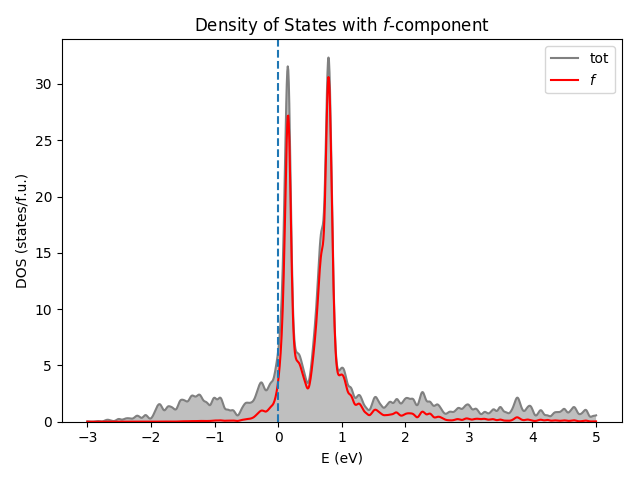 Density of States with f-component
tot
f
DOS (states/f.u.)
30
25
20
15
10
5
0
−3 −2 −1 0 1 2 3 4 5
E (eV)